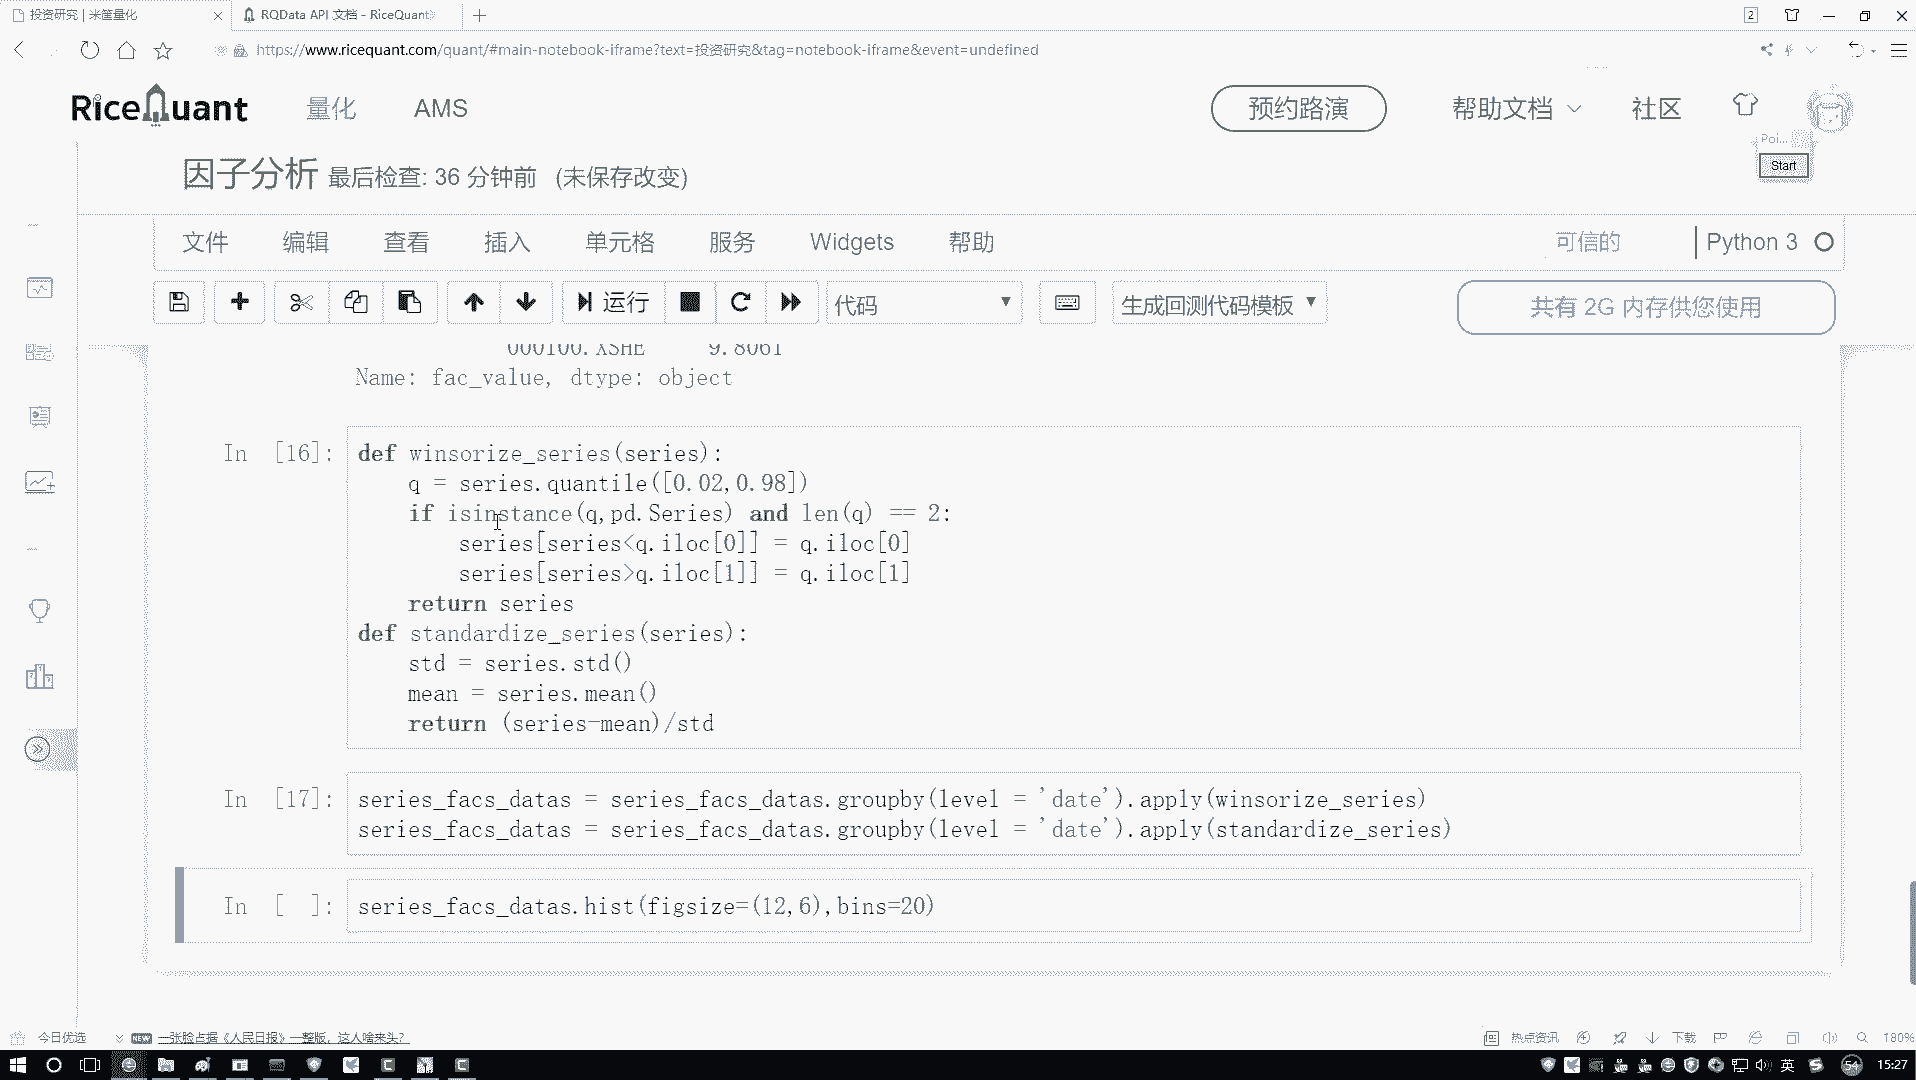 投资研究 | 米筐量化
RQData API 文档 - RiceQuant
2
https://www.ricequant.com/quant/#main-notebook-iframe?text=投资研究&tag=notebook-iframe&event=undefined
RiceQuant 量化 AMS 预约路演 帮助文档 社区
Poi...
Start
因子分析 最后检查: 36 分钟前 (未保存改变)
文件 编辑 查看 插入 单元格 服务 Widgets 帮助 可信的 Python 3
运行 代码 生成回测代码模板 共有 2G 内存供您使用
000100.XSHE 9.8061
Name: fac_value, dtype: object
In [16]:
def winsorize_series(series):
    q = series.quantile([0.02,0.98])
    if isinstance(q,pd.Series) and len(q) == 2:
        series[series<q.iloc[0]] = q.iloc[0]
        series[series>q.iloc[1]] = q.iloc[1]
    return series
def standardize_series(series):
    std = series.std()
    mean = series.mean()
    return (series-mean)/std
In [17]:
series_facs_datas = series_facs_datas.groupby(level = 'date').apply(winsorize_series)
series_facs_datas = series_facs_datas.groupby(level = 'date').apply(standardize_series)
In [ ]:
series_facs_datas.hist(figsize=(12,6),bins=20)
今日优选 NEW 一张脸占据《人民日报》一整版，这人啥来头? 热点资讯 下载 180%
英 54 15:27